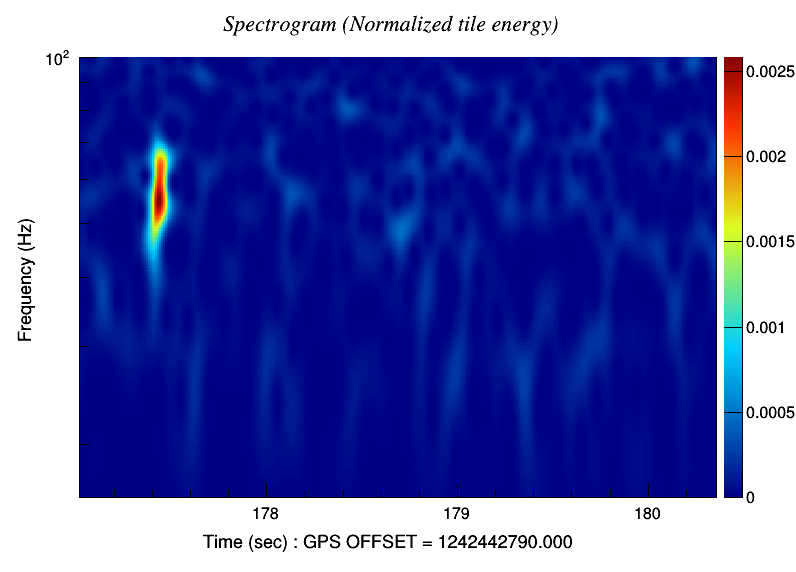 Spectrogram (Normalized tile energy)
10²
0.0025
0.002
0.0015
0.001
0.0005
0
Frequency (Hz)
178 179 180
Time (sec) : GPS OFFSET = 1242442790.000